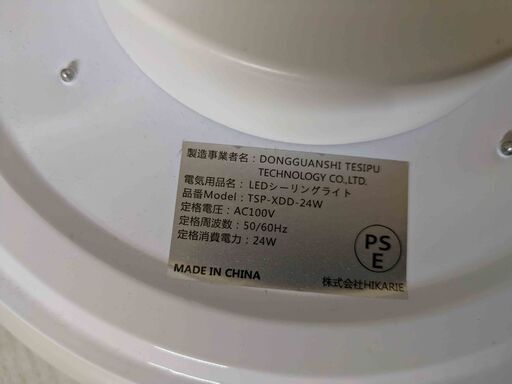 製造事業者名：DONGGUANSHI TESIPU
TECHNOLOGY CO.,LTD.
電気用品名：LEDシーリングライト
品番Model：TSP-XDD-24W
定格電圧：AC100V
定格周波数：50/60Hz
定格消費電力：24W
PS
E
MADE IN CHINA
株式会社HIKARIE